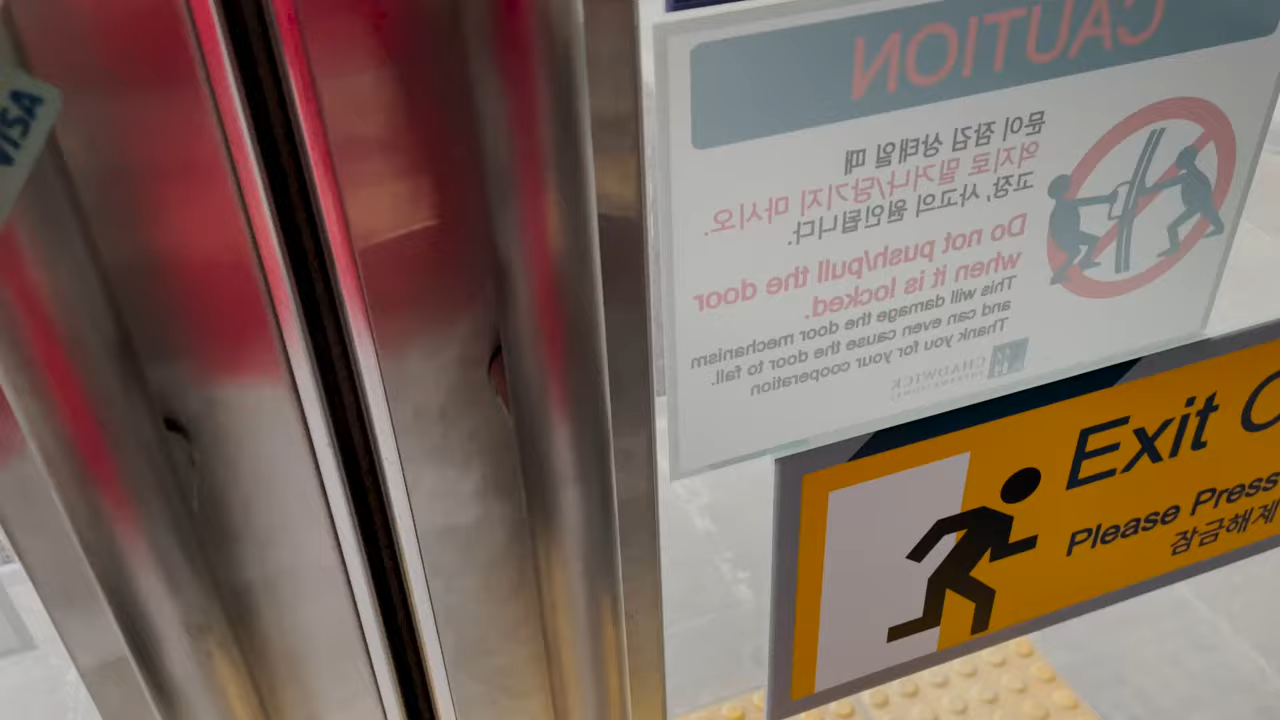 VISA
CAUTION
문이 잠김 상태일 때
억지로 밀거나/당기지 마시오.
고장, 사고의 원인됩니다.
Do not push/pull the door
when it is locked.
This will damage the door mechanism
and can even cause the door to fall.
Thank you for your cooperation
CHADWICK
INTERNATIONAL
Exit
Please Press
잠금해제